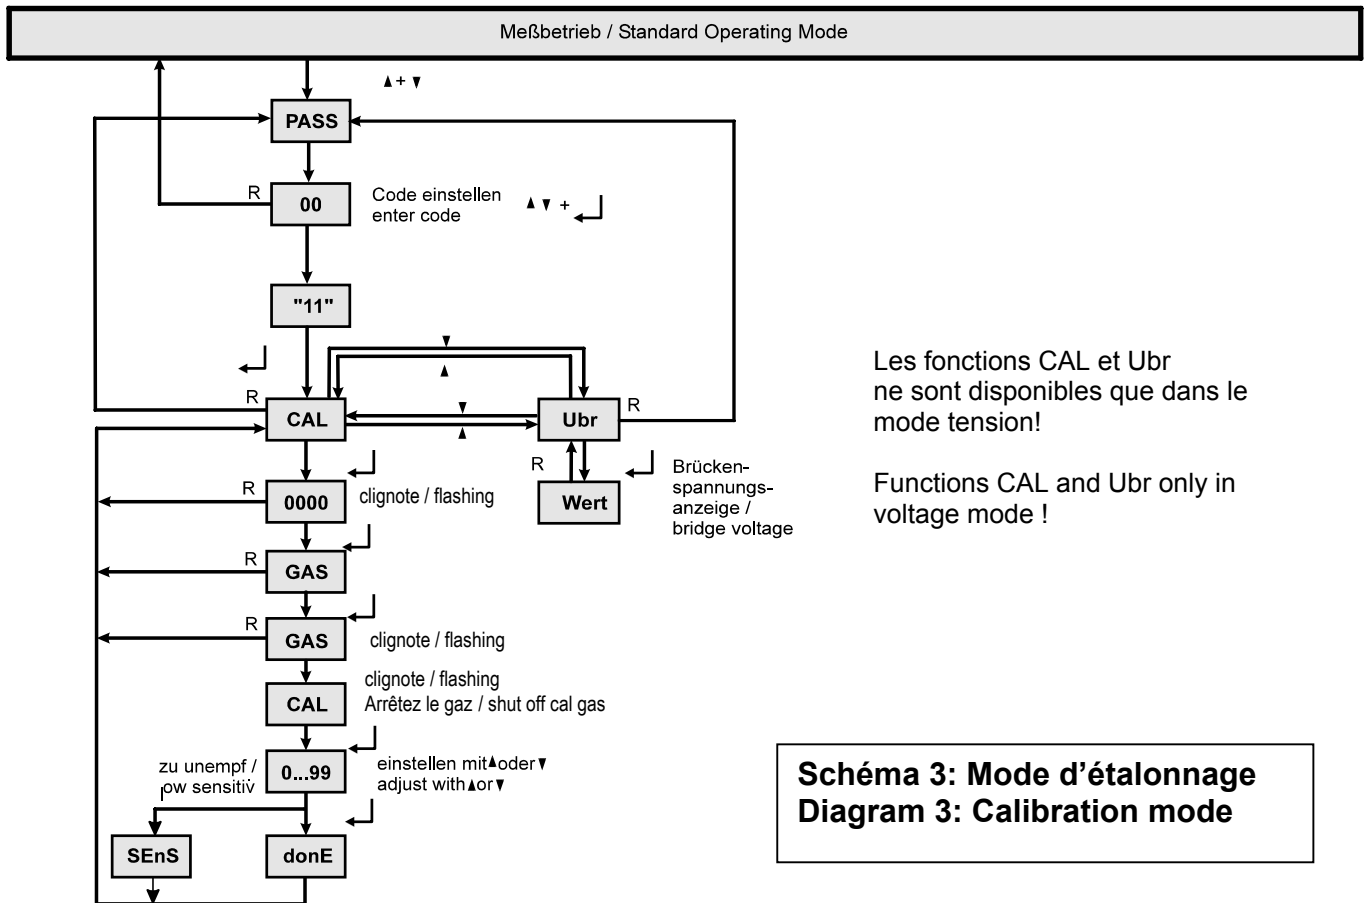 Meßbetrieb / Standard Operating Mode
▲ + ▼
PASS
R
00
Code einstellen
enter code
▲ ▼ + ↵
"11"
▼
▲
↵
R
CAL
▼
▲
Ubr
R
Les fonctions CAL et Ubr
ne sont disponibles que dans le
mode tension!
Functions CAL and Ubr only in
voltage mode !
R
0000
↵
clignote / flashing
R
Wert
↵
Brücken-
spannungs-
anzeige /
bridge voltage
R
GAS
↵
R
GAS
↵
clignote / flashing
CAL
clignote / flashing
Arrêtez le gaz / shut off cal gas
zu unempf /
low sensitiv
0...99
↵
einstellen mit▲oder▼
adjust with▲or▼
SEnS
donE
↵
Schéma 3: Mode d'étalonnage
Diagram 3: Calibration mode